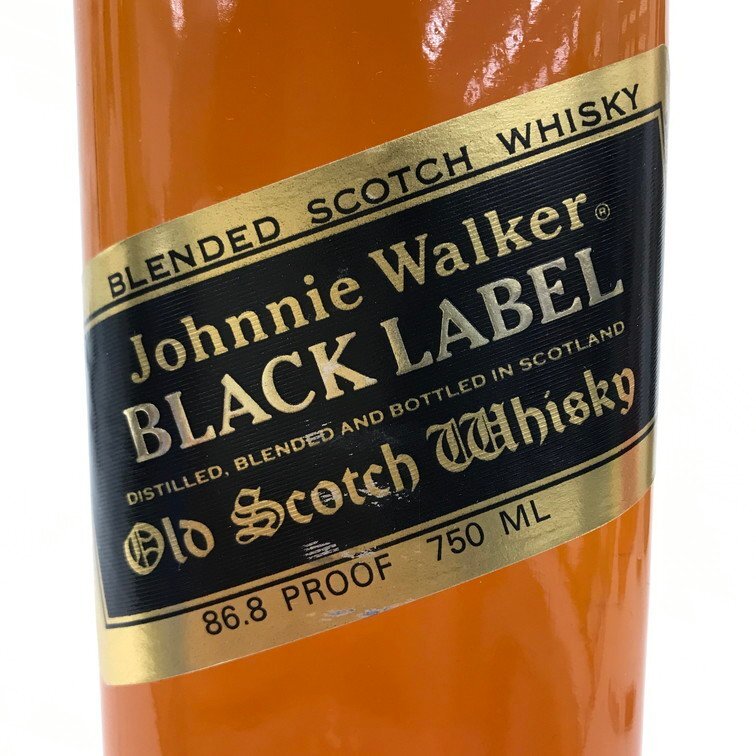 BLENDED SCOTCH WHISKY
Johnnie Walker®
BLACK LABEL
DISTILLED, BLENDED AND BOTTLED IN SCOTLAND
Old Scotch Whisky
86.8 PROOF 750 ML